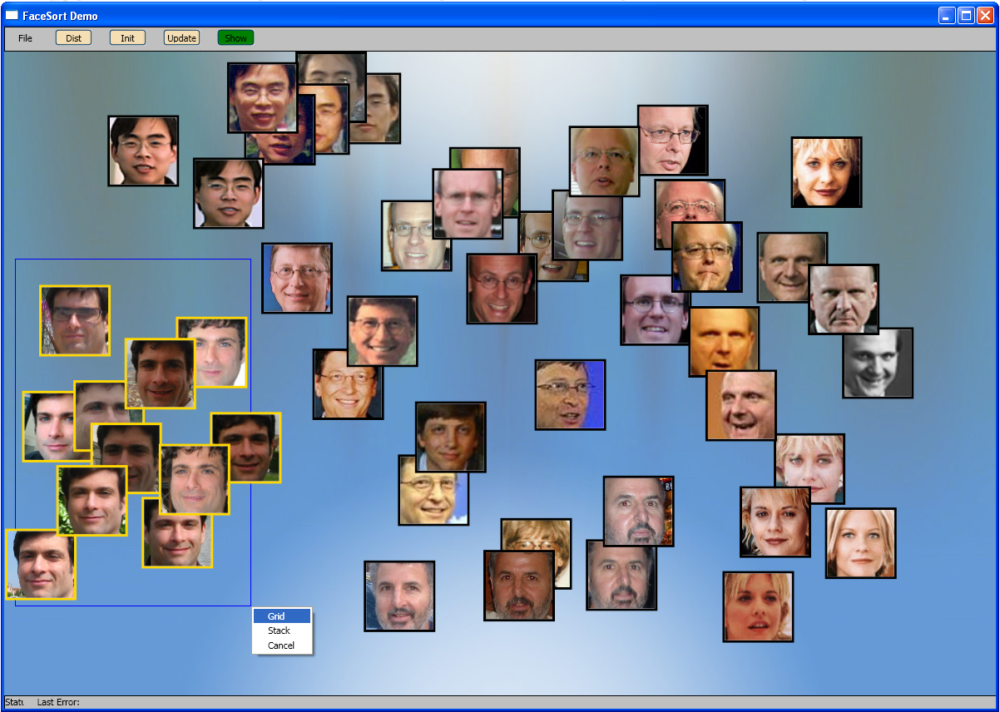 FaceSort Demo
File Dist Init Update Show
Grid
Stack
Cancel
Last Error: